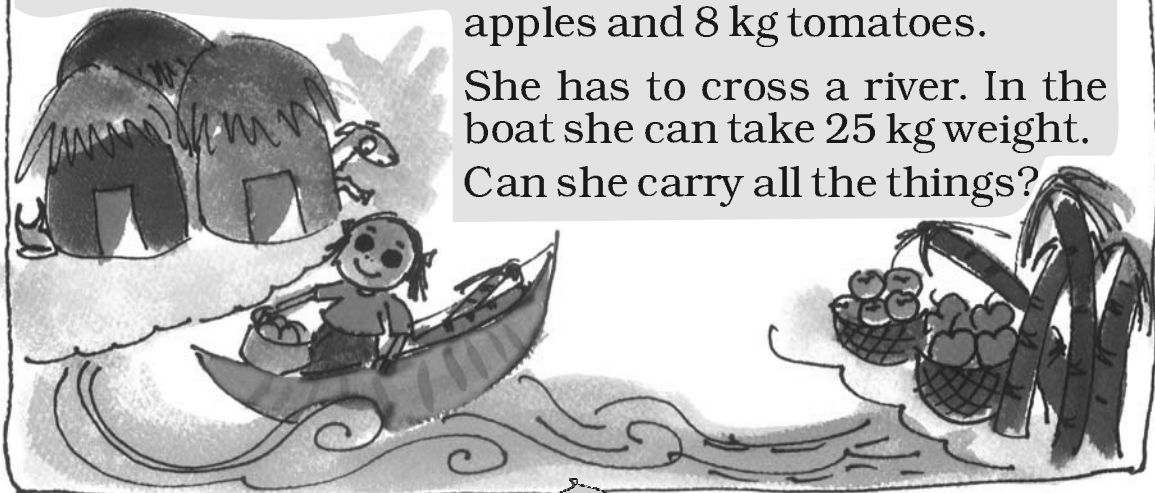 apples and 8 kg tomatoes.
She has to cross a river. In the
boat she can take 25 kg weight.
Can she carry all the things?